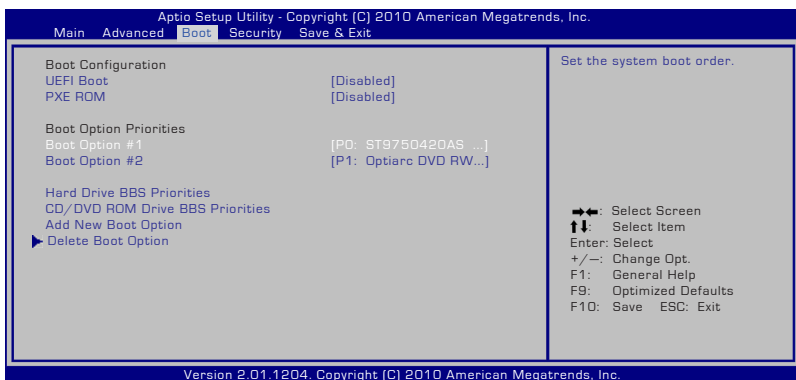 Aptio Setup Utility - Copyright (C) 2010 American Megatrends, Inc.
Main Advanced Boot Security Save & Exit
Boot Configuration
UEFI Boot [Disabled]
PXE ROM [Disabled]
Boot Option Priorities
Boot Option #1 [P0: ST9750420AS ...]
Boot Option #2 [P1: Optiarc DVD RW...]
Hard Drive BBS Priorities
CD/DVD ROM Drive BBS Priorities
Add New Boot Option
Delete Boot Option
Set the system boot order.
→←: Select Screen
↑↓: Select Item
Enter: Select
+/—: Change Opt.
F1: General Help
F9: Optimized Defaults
F10: Save ESC: Exit
Version 2.01.1204. Copyright (C) 2010 American Megatrends, Inc.